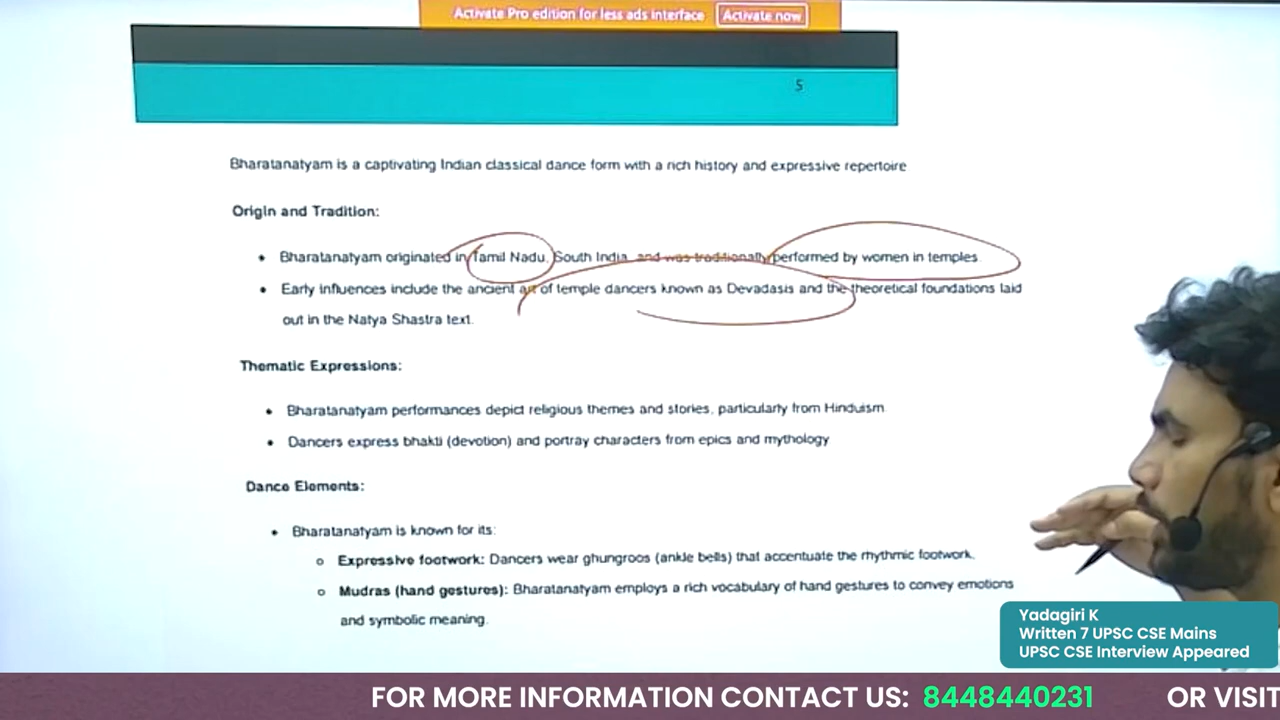 Activate Pro edition for less ads interface Activate now
5
Bharatanatyam is a captivating Indian classical dance form with a rich history and expressive repertoire
Origin and Tradition:
• Bharatanatyam originated in Tamil Nadu, South India, and was traditionally performed by women in temples.
• Early influences include the ancient art of temple dancers known as Devadasis and the theoretical foundations laid
out in the Natya Shastra text.
Thematic Expressions:
• Bharatanatyam performances depict religious themes and stories, particularly from Hinduism
• Dancers express bhakti (devotion) and portray characters from epics and mythology
Dance Elements:
• Bharatanatyam is known for its:
o Expressive footwork: Dancers wear ghungroos (ankle bells) that accentuate the rhythmic footwork.
o Mudras (hand gestures): Bharatanatyam employs a rich vocabulary of hand gestures to convey emotions
and symbolic meaning.
Yadagiri K
Written 7 UPSC CSE Mains
UPSC CSE Interview Appeared
FOR MORE INFORMATION CONTACT US: 8448440231 OR VISIT